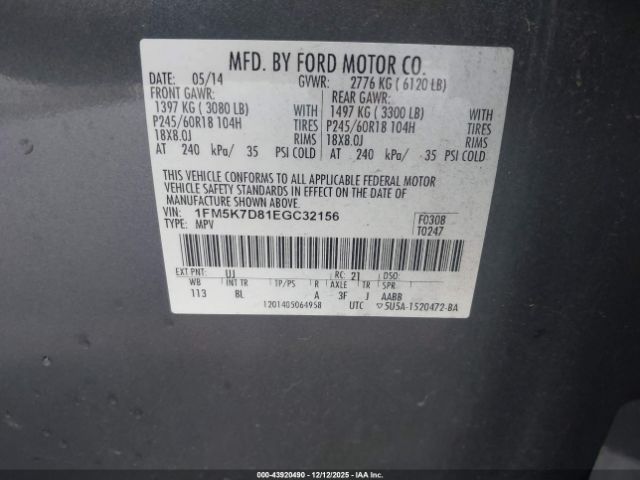 MFD. BY FORD MOTOR CO.
DATE: 05/14 GVWR: 2776 KG ( 6120 LB)
FRONT GAWR: REAR GAWR:
1397 KG ( 3080 LB) WITH 1497 KG ( 3300 LB) WITH
P245/60R18 104H TIRES P245/60R18 104H TIRES
18X8.0J RIMS 18X8.0J RIMS
AT 240 kPa/ 35 PSI COLD AT 240 kPa/ 35 PSI COLD
THIS VEHICLE CONFORMS TO ALL APPLICABLE FEDERAL MOTOR
VEHICLE SAFETY STANDARDS IN EFFECT ON THE DATE OF
MANUFACTURE SHOWN ABOVE.
VIN: 1FM5K7D81EGC32156 F0308
TYPE: MPV T0247
EXT PNT: UJ RC: 21 DSO:
WB INT TR TP/PS R AXLE TR SPR
113 8L A 3F J AABB
1201405064958 UTC 5U5A-1520472-BA
000-43920490 - 12/12/2025 - IAA Inc.